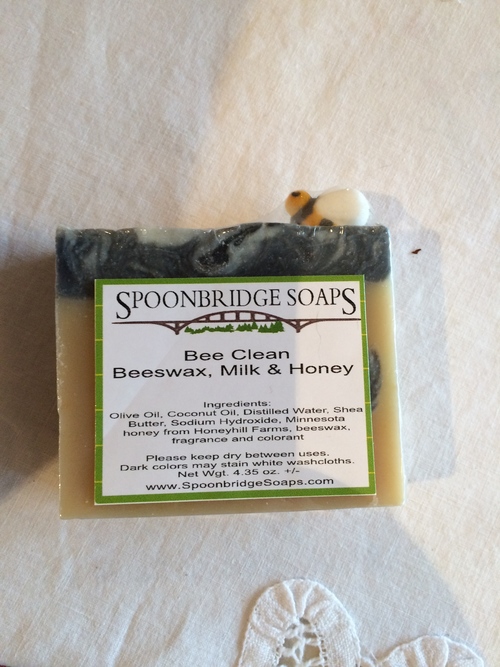 SPOONBRIDGE SOAPS
Bee Clean
Beeswax, Milk & Honey
Ingredients:
Olive Oil, Coconut Oil, Distilled Water, Shea
Butter, Sodium Hydroxide, Minnesota
honey from Honeyhill Farms, beeswax,
fragrance and colorant
Please keep dry between uses.
Dark colors may stain white washcloths.
Net Wgt. 4.35 oz. +/-
www.SpoonbridgeSoaps.com